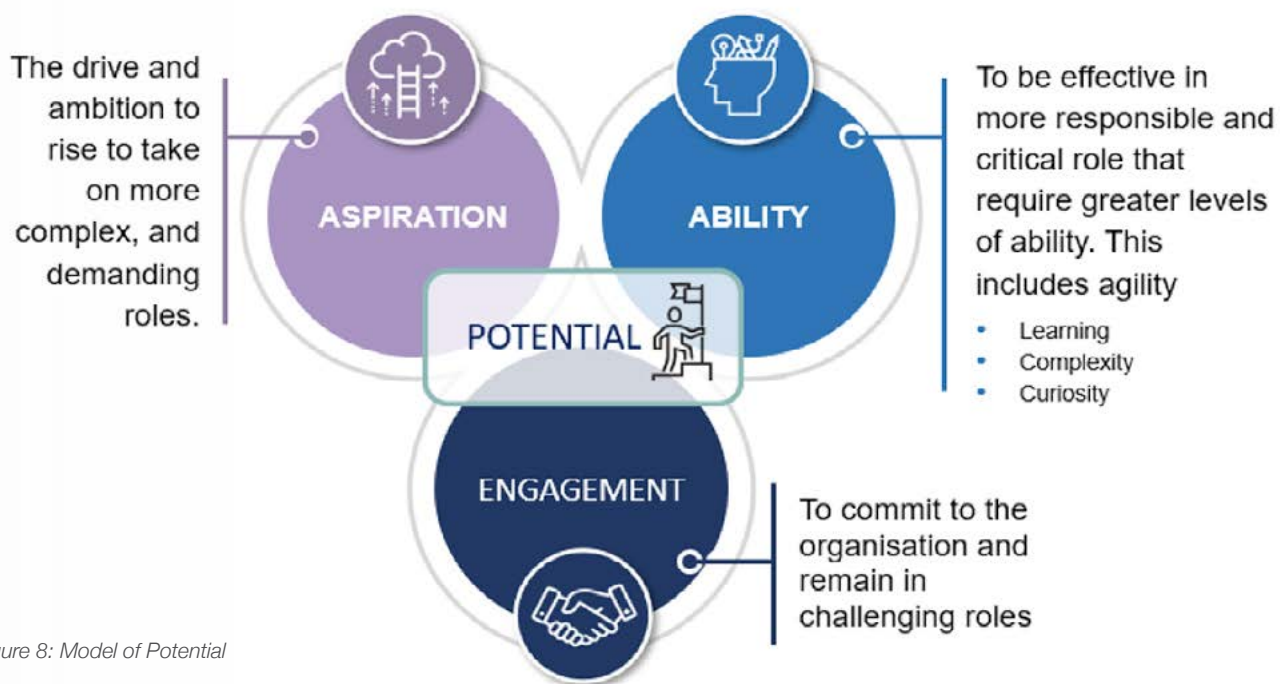 The drive and
ambition to
rise to take
on more
complex, and
demanding
roles.
ASPIRATION
ABILITY
To be effective in
more responsible and
critical role that
require greater levels
of ability. This
includes agility
• Learning
• Complexity
• Curiosity
POTENTIAL
ENGAGEMENT
To commit to the
organisation and
remain in
challenging roles
ure 8: Model of Potential